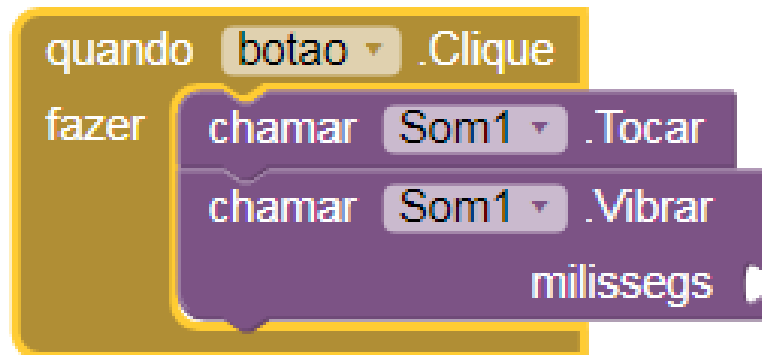 quando botao .Clique
fazer chamar Som1 .Tocar
chamar Som1 .Vibrar
milissegs